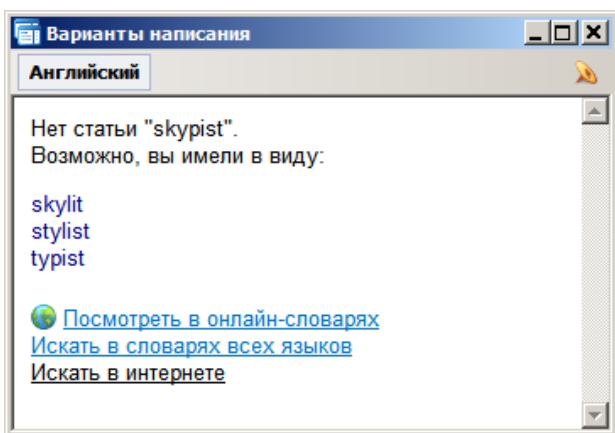 Варианты написания
Английский
Нет статьи "skypist".
Возможно, вы имели в виду:
skylit
stylist
typist
Посмотреть в онлайн-словарях
Искать в словарях всех языков
Искать в интернете